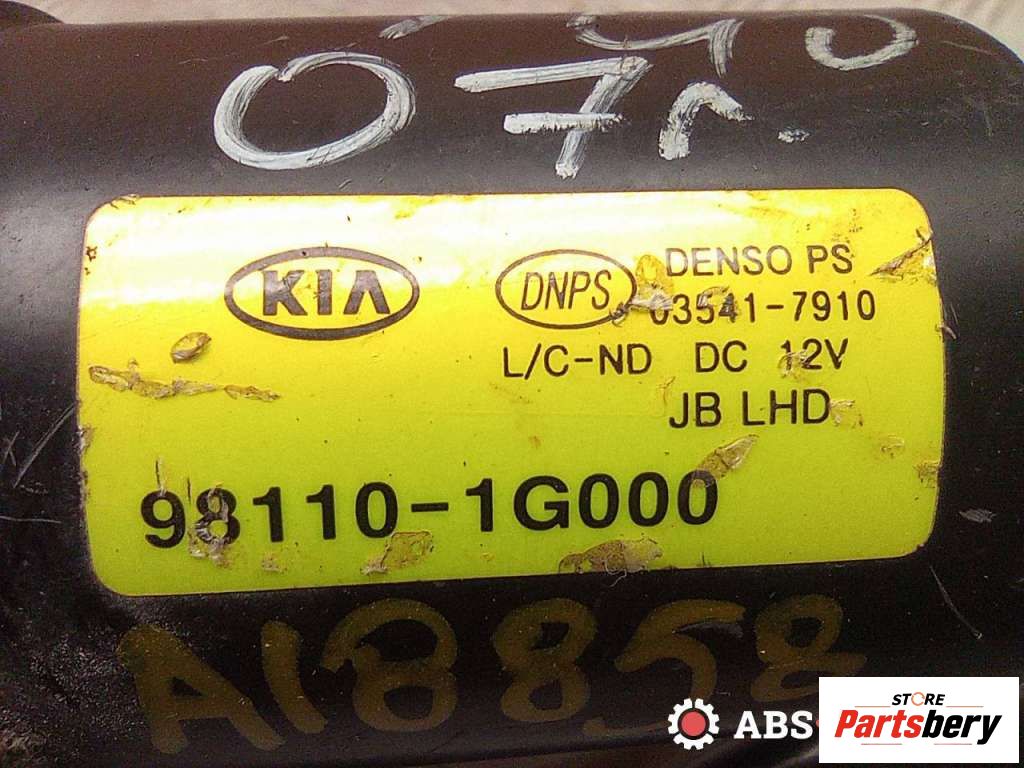 07г.
KIA
DNPS
DENSO PS
03541-7910
L/C-ND DC 12V
JB LHD
98110-1G000
A18858
ABS-
STORE
Partsbery